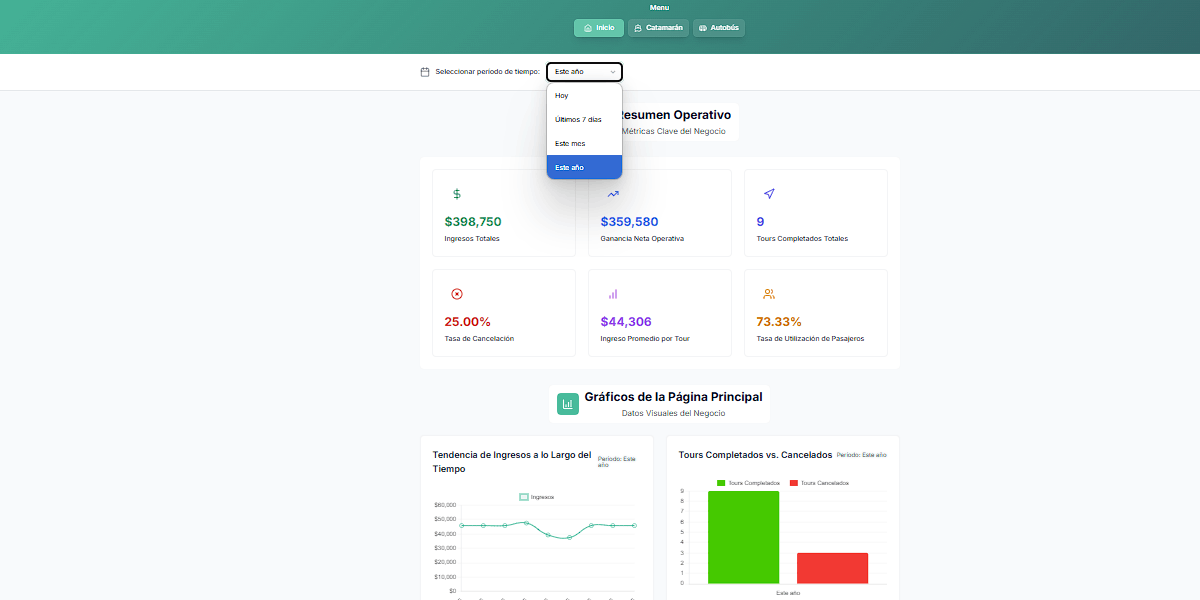 Menu
Inicio
Catamarán
Autobús
Seleccionar periodo de tiempo:
Este año
Hoy
Últimos 7 días
Este mes
Este año
Resumen Operativo
Métricas Clave del Negocio
$398,750
Ingresos Totales
$359,580
Ganancia Neta Operativa
9
Tours Completados Totales
25.00%
Tasa de Cancelación
$44,306
Ingreso Promedio por Tour
73.33%
Tasa de Utilización de Pasajeros
Gráficos de la Página Principal
Datos Visuales del Negocio
Tendencia de Ingresos a lo Largo del
Tiempo
Periodo: Este
año
Ingresos
$60,000
$50,000
$40,000
$30,000
$20,000
$10,000
$0
Tours Completados vs. Cancelados
Periodo: Este año
Tours Completados
Tours Cancelados
9
8
7
6
5
4
3
2
1
0
Este año